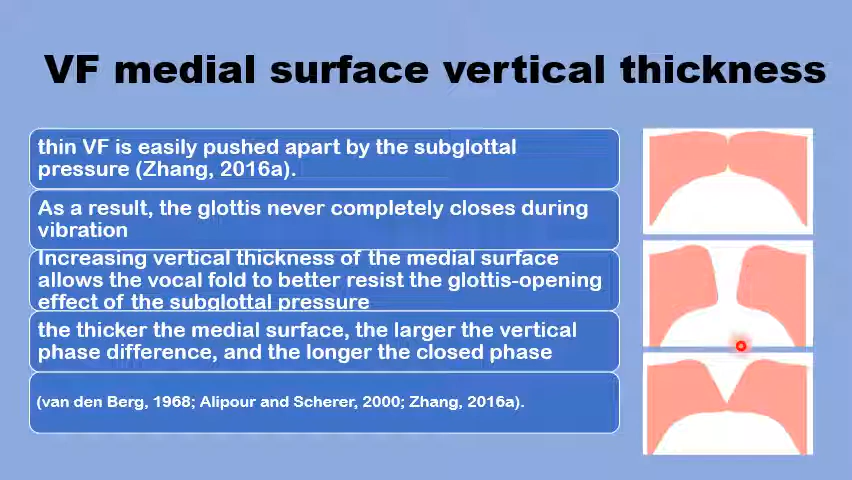 VF medial surface vertical thickness
thin VF is easily pushed apart by the subglottal
pressure (Zhang, 2016a).
As a result, the glottis never completely closes during
vibration
Increasing vertical thickness of the medial surface
allows the vocal fold to better resist the glottis-opening
effect of the subglottal pressure
the thicker the medial surface, the larger the vertical
phase difference, and the longer the closed phase
(van den Berg, 1968; Alipour and Scherer, 2000; Zhang, 2016a).